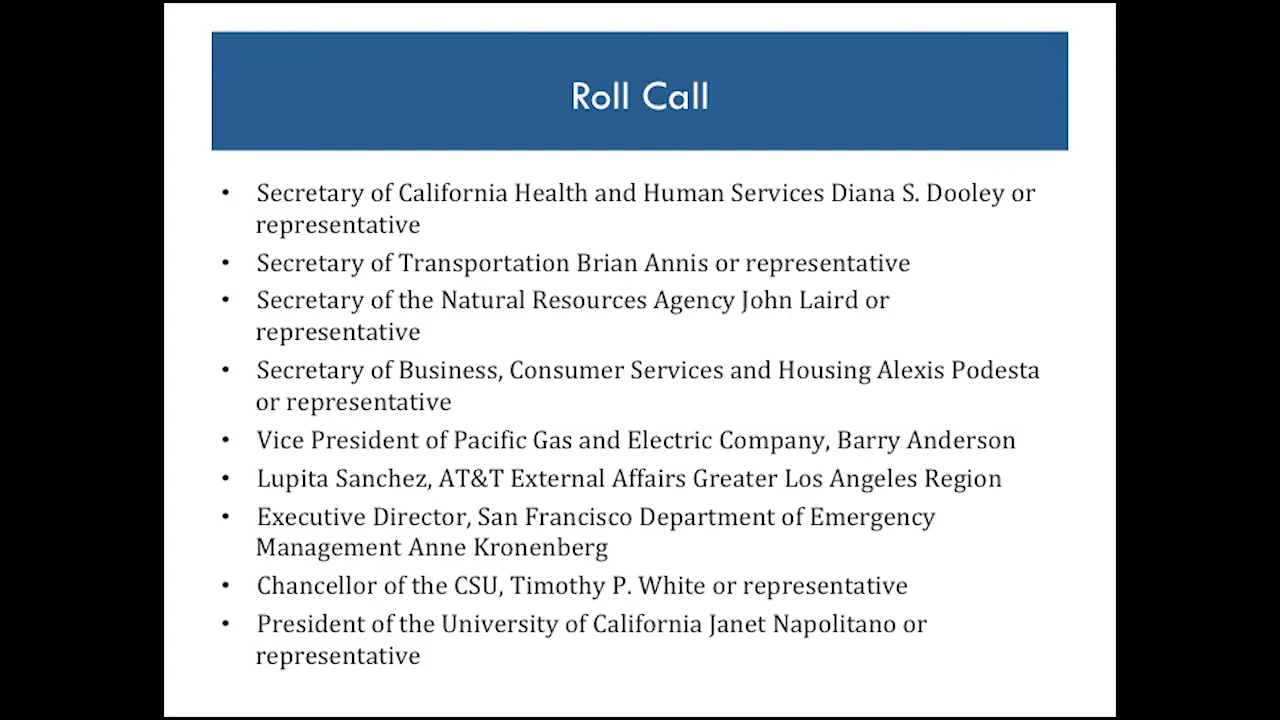 Roll Call
• Secretary of California Health and Human Services Diana S. Dooley or
representative
• Secretary of Transportation Brian Annis or representative
• Secretary of the Natural Resources Agency John Laird or
representative
• Secretary of Business, Consumer Services and Housing Alexis Podesta
or representative
• Vice President of Pacific Gas and Electric Company, Barry Anderson
• Lupita Sanchez, AT&T External Affairs Greater Los Angeles Region
• Executive Director, San Francisco Department of Emergency
Management Anne Kronenberg
• Chancellor of the CSU, Timothy P. White or representative
• President of the University of California Janet Napolitano or
representative